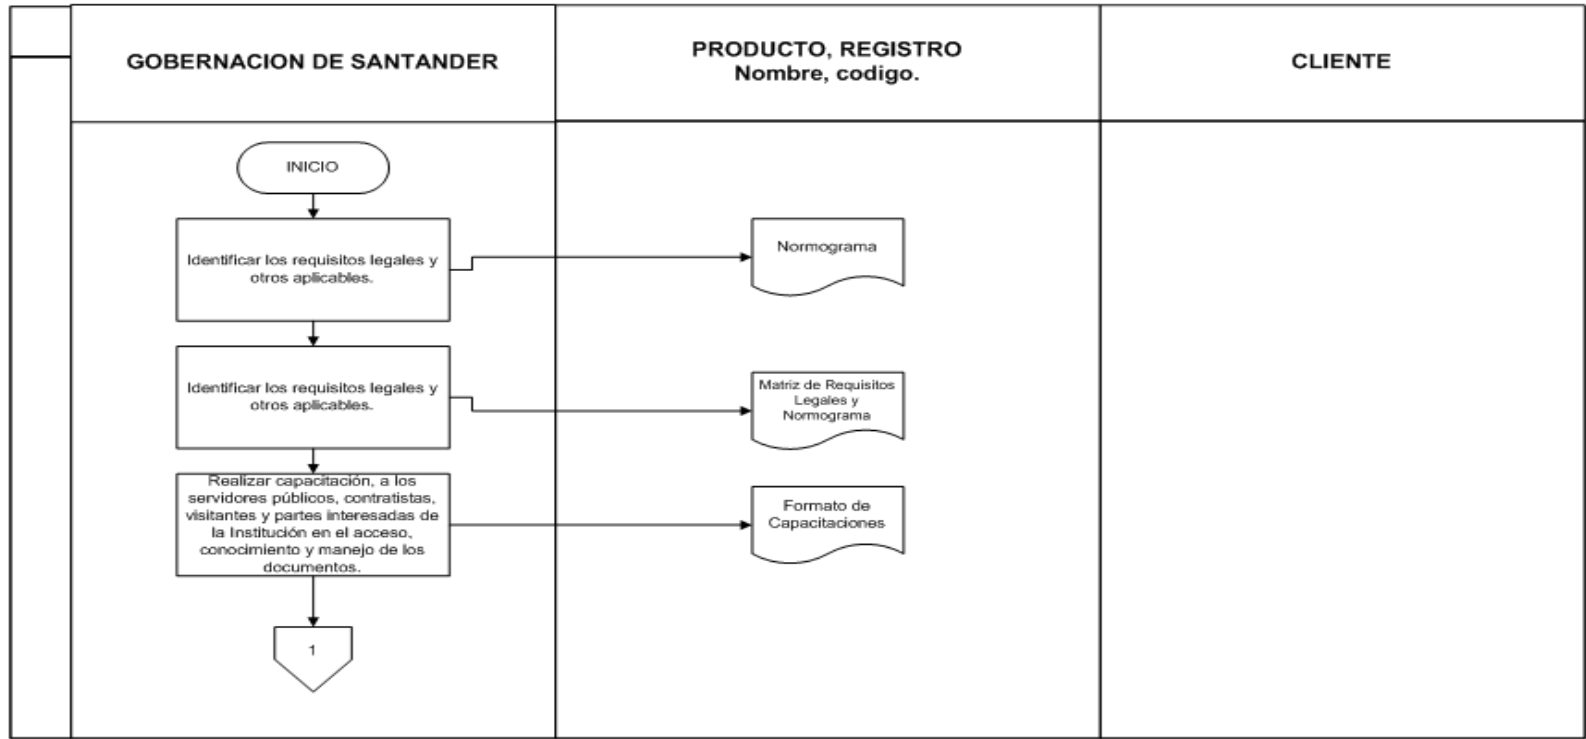 GOBERNACION DE SANTANDER
PRODUCTO, REGISTRO
Nombre, codigo.
CLIENTE
INICIO
Identificar los requisitos legales y
otros aplicables.
Normograma
Identificar los requisitos legales y
otros aplicables.
Matriz de Requisitos
Legales y
Normograma
Realizar capacitación, a los
servidores públicos, contratistas,
visitantes y partes interesadas de
la Institución en el acceso,
conocimiento y manejo de los
documentos.
Formato de
Capacitaciones
1